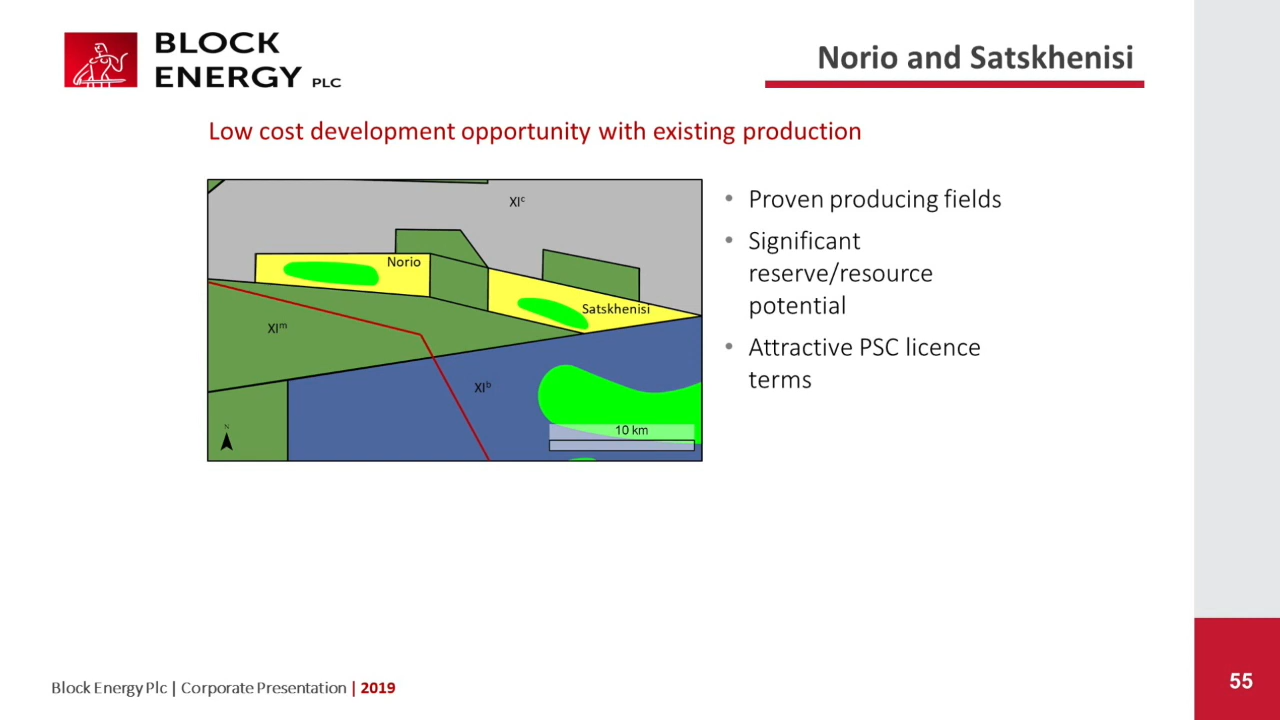 BLOCK
ENERGY PLC
Norio and Satskhenisi
Low cost development opportunity with existing production
XIᶜ
Norio
Satskhenisi
XIᵐ
XIᵇ
N
10 km
• Proven producing fields
• Significant
reserve/resource
potential
• Attractive PSC licence
terms
Block Energy Plc | Corporate Presentation | 2019
55